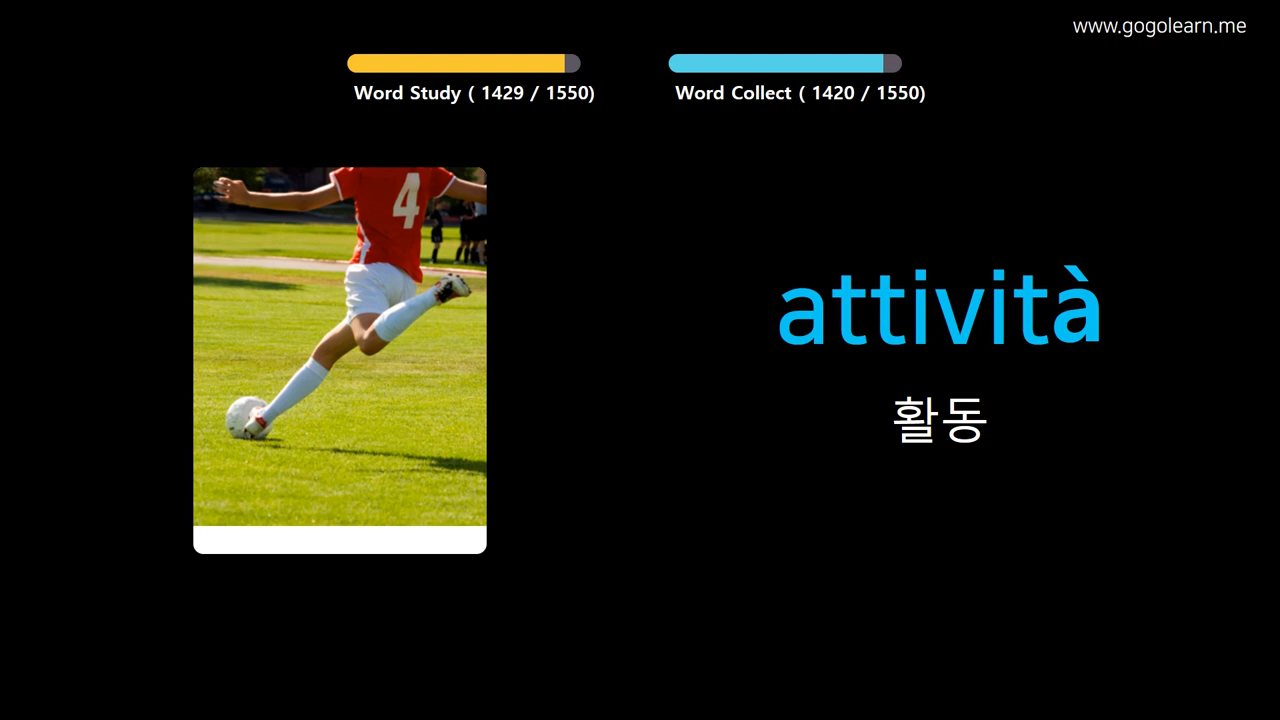 www.gogolearn.me
Word Study ( 1429 / 1550)
Word Collect ( 1420 / 1550)
4
attività
활동